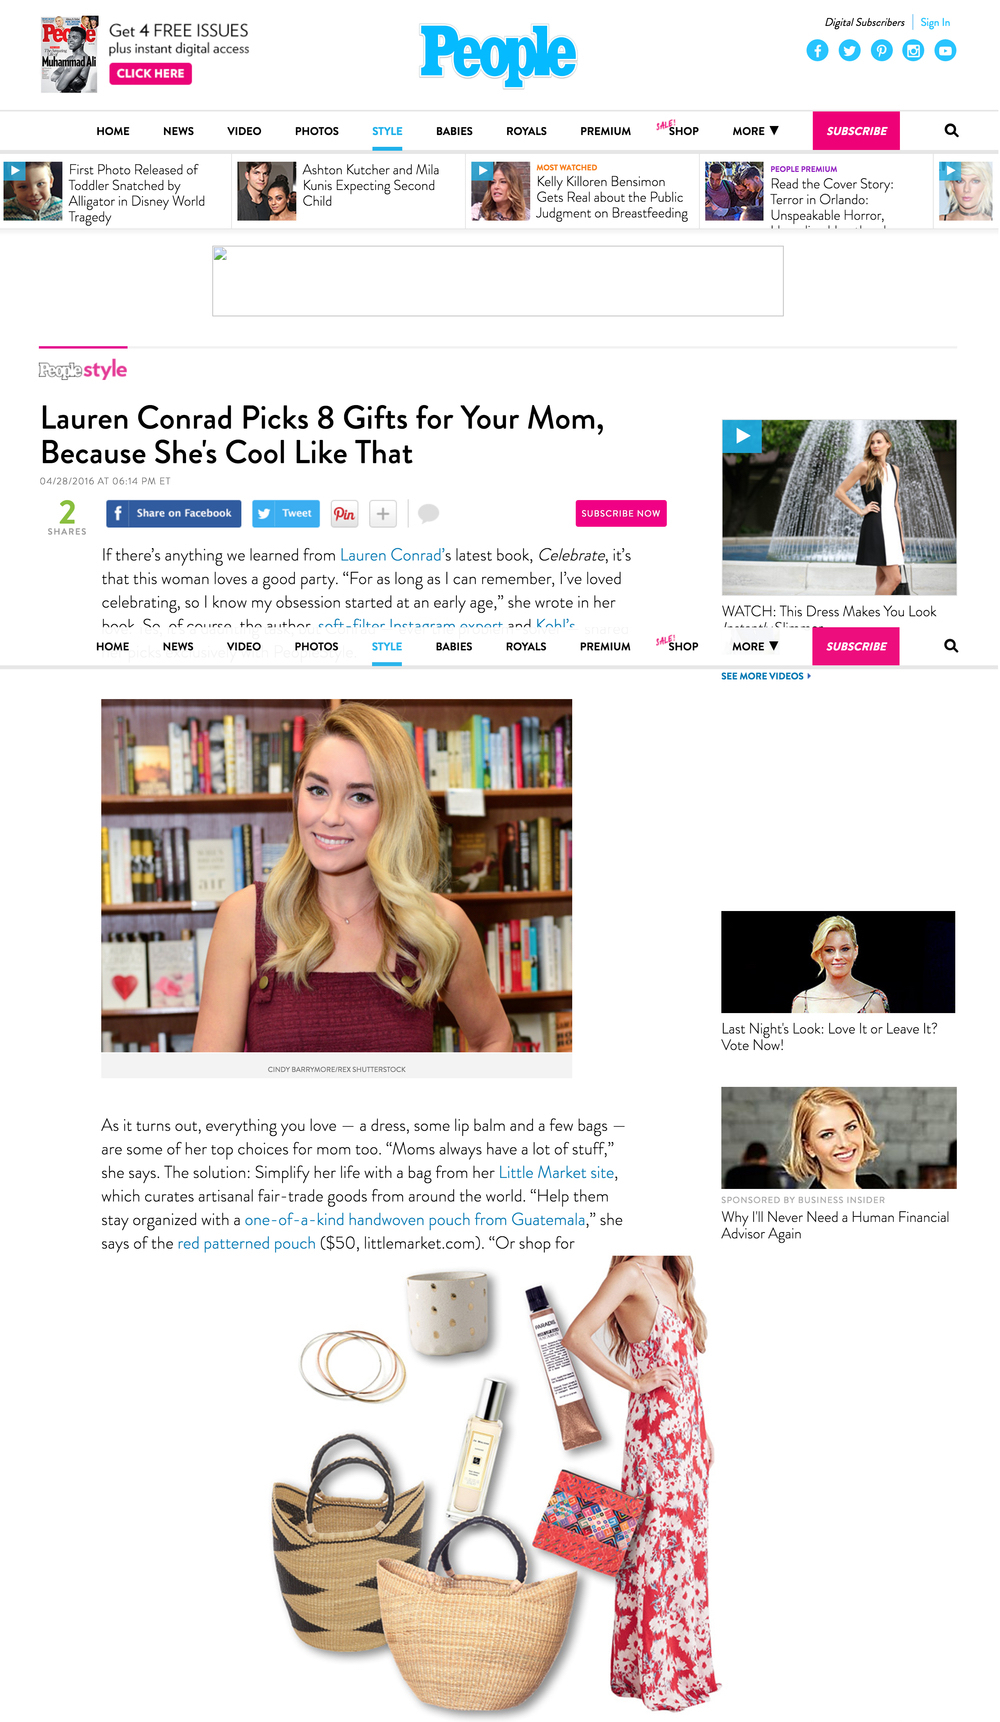 People
Muhammad Ali
Get 4 FREE ISSUES
plus instant digital access
CLICK HERE
People
Digital Subscribers
Sign In
HOME
NEWS
VIDEO
PHOTOS
STYLE
BABIES
ROYALS
PREMIUM
SALE!
SHOP
MORE ▼
SUBSCRIBE
First Photo Released of
Toddler Snatched by
Alligator in Disney World
Tragedy
Ashton Kutcher and Mila
Kunis Expecting Second
Child
MOST WATCHED
Kelly Killoren Bensimon
Gets Real about the Public
Judgment on Breastfeeding
PEOPLE PREMIUM
Read the Cover Story:
Terror in Orlando:
Unspeakable Horror,
People style
Lauren Conrad Picks 8 Gifts for Your Mom,
Because She's Cool Like That
04/28/2016 AT 06:14 PM ET
2
SHARES
Share on Facebook
Tweet
Pin
SUBSCRIBE NOW
If there's anything we learned from Lauren Conrad's latest book, Celebrate, it's
that this woman loves a good party. “For as long as I can remember, I've loved
celebrating, so I know my obsession started at an early age,” she wrote in her
book. So, of course, the author, soft-filter Instagram expert and Kohl's
WATCH: This Dress Makes You Look
Instantly Slimmer
HOME
NEWS
VIDEO
PHOTOS
STYLE
BABIES
ROYALS
PREMIUM
SALE!
SHOP
MORE ▼
SUBSCRIBE
SEE MORE VIDEOS
air
CINDY BARRYMORE/REX SHUTTERSTOCK
Last Night's Look: Love It or Leave It?
Vote Now!
As it turns out, everything you love — a dress, some lip balm and a few bags —
are some of her top choices for mom too. “Moms always have a lot of stuff,”
she says. The solution: Simplify her life with a bag from her Little Market site,
which curates artisanal fair-trade goods from around the world. “Help them
stay organized with a one-of-a-kind handwoven pouch from Guatemala,” she
says of the red patterned pouch ($50, littlemarket.com). “Or shop for
SPONSORED BY BUSINESS INSIDER
Why I'll Never Need a Human Financial
Advisor Again
PARADIS